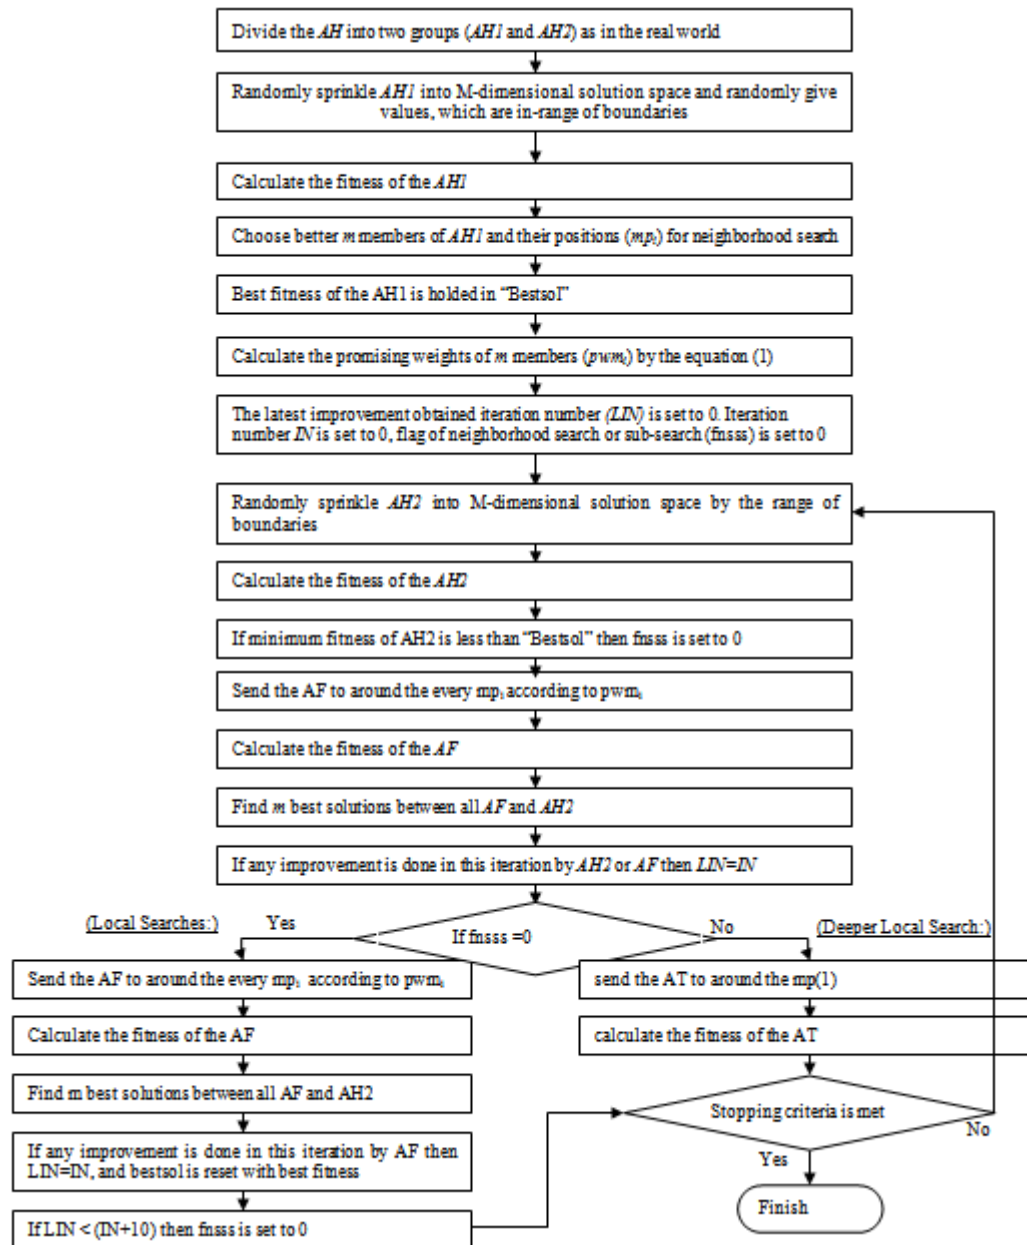 Divide the AH into two groups (AH1 and AH2) as in the real world
Randomly sprinkle AH1 into M-dimensional solution space and randomly give
values, which are in-range of boundaries
Calculate the fitness of the AH1
Choose better m members of AH1 and their positions (mpₖ) for neighborhood search
Best fitness of the AH1 is holded in “Bestsol”
Calculate the promising weights of m members (pwmₖ) by the equation (1)
The latest improvement obtained iteration number (LIN) is set to 0. Iteration
number IN is set to 0, flag of neighborhood search or sub-search (fnsss) is set to 0
Randomly sprinkle AH2 into M-dimensional solution space by the range of
boundaries
Calculate the fitness of the AH2
If minimum fitness of AH2 is less than “Bestsol” then fnsss is set to 0
Send the AF to around the every mpₖ according to pwmₖ
Calculate the fitness of the AF
Find m best solutions between all AF and AH2
If any improvement is done in this iteration by AH2 or AF then LIN=IN
(Local Searches:)
Yes
If fnsss =0
No
(Deeper Local Search:)
Send the AF to around the every mpₖ according to pwmₖ
send the AT to around the mp(1)
Calculate the fitness of the AF
calculate the fitness of the AT
Find m best solutions between all AF and AH2
Stopping criteria is met
No
If any improvement is done in this iteration by AF then
LIN=IN, and bestsol is reset with best fitness
Yes
If LIN < (IN+10) then fnsss is set to 0
Finish